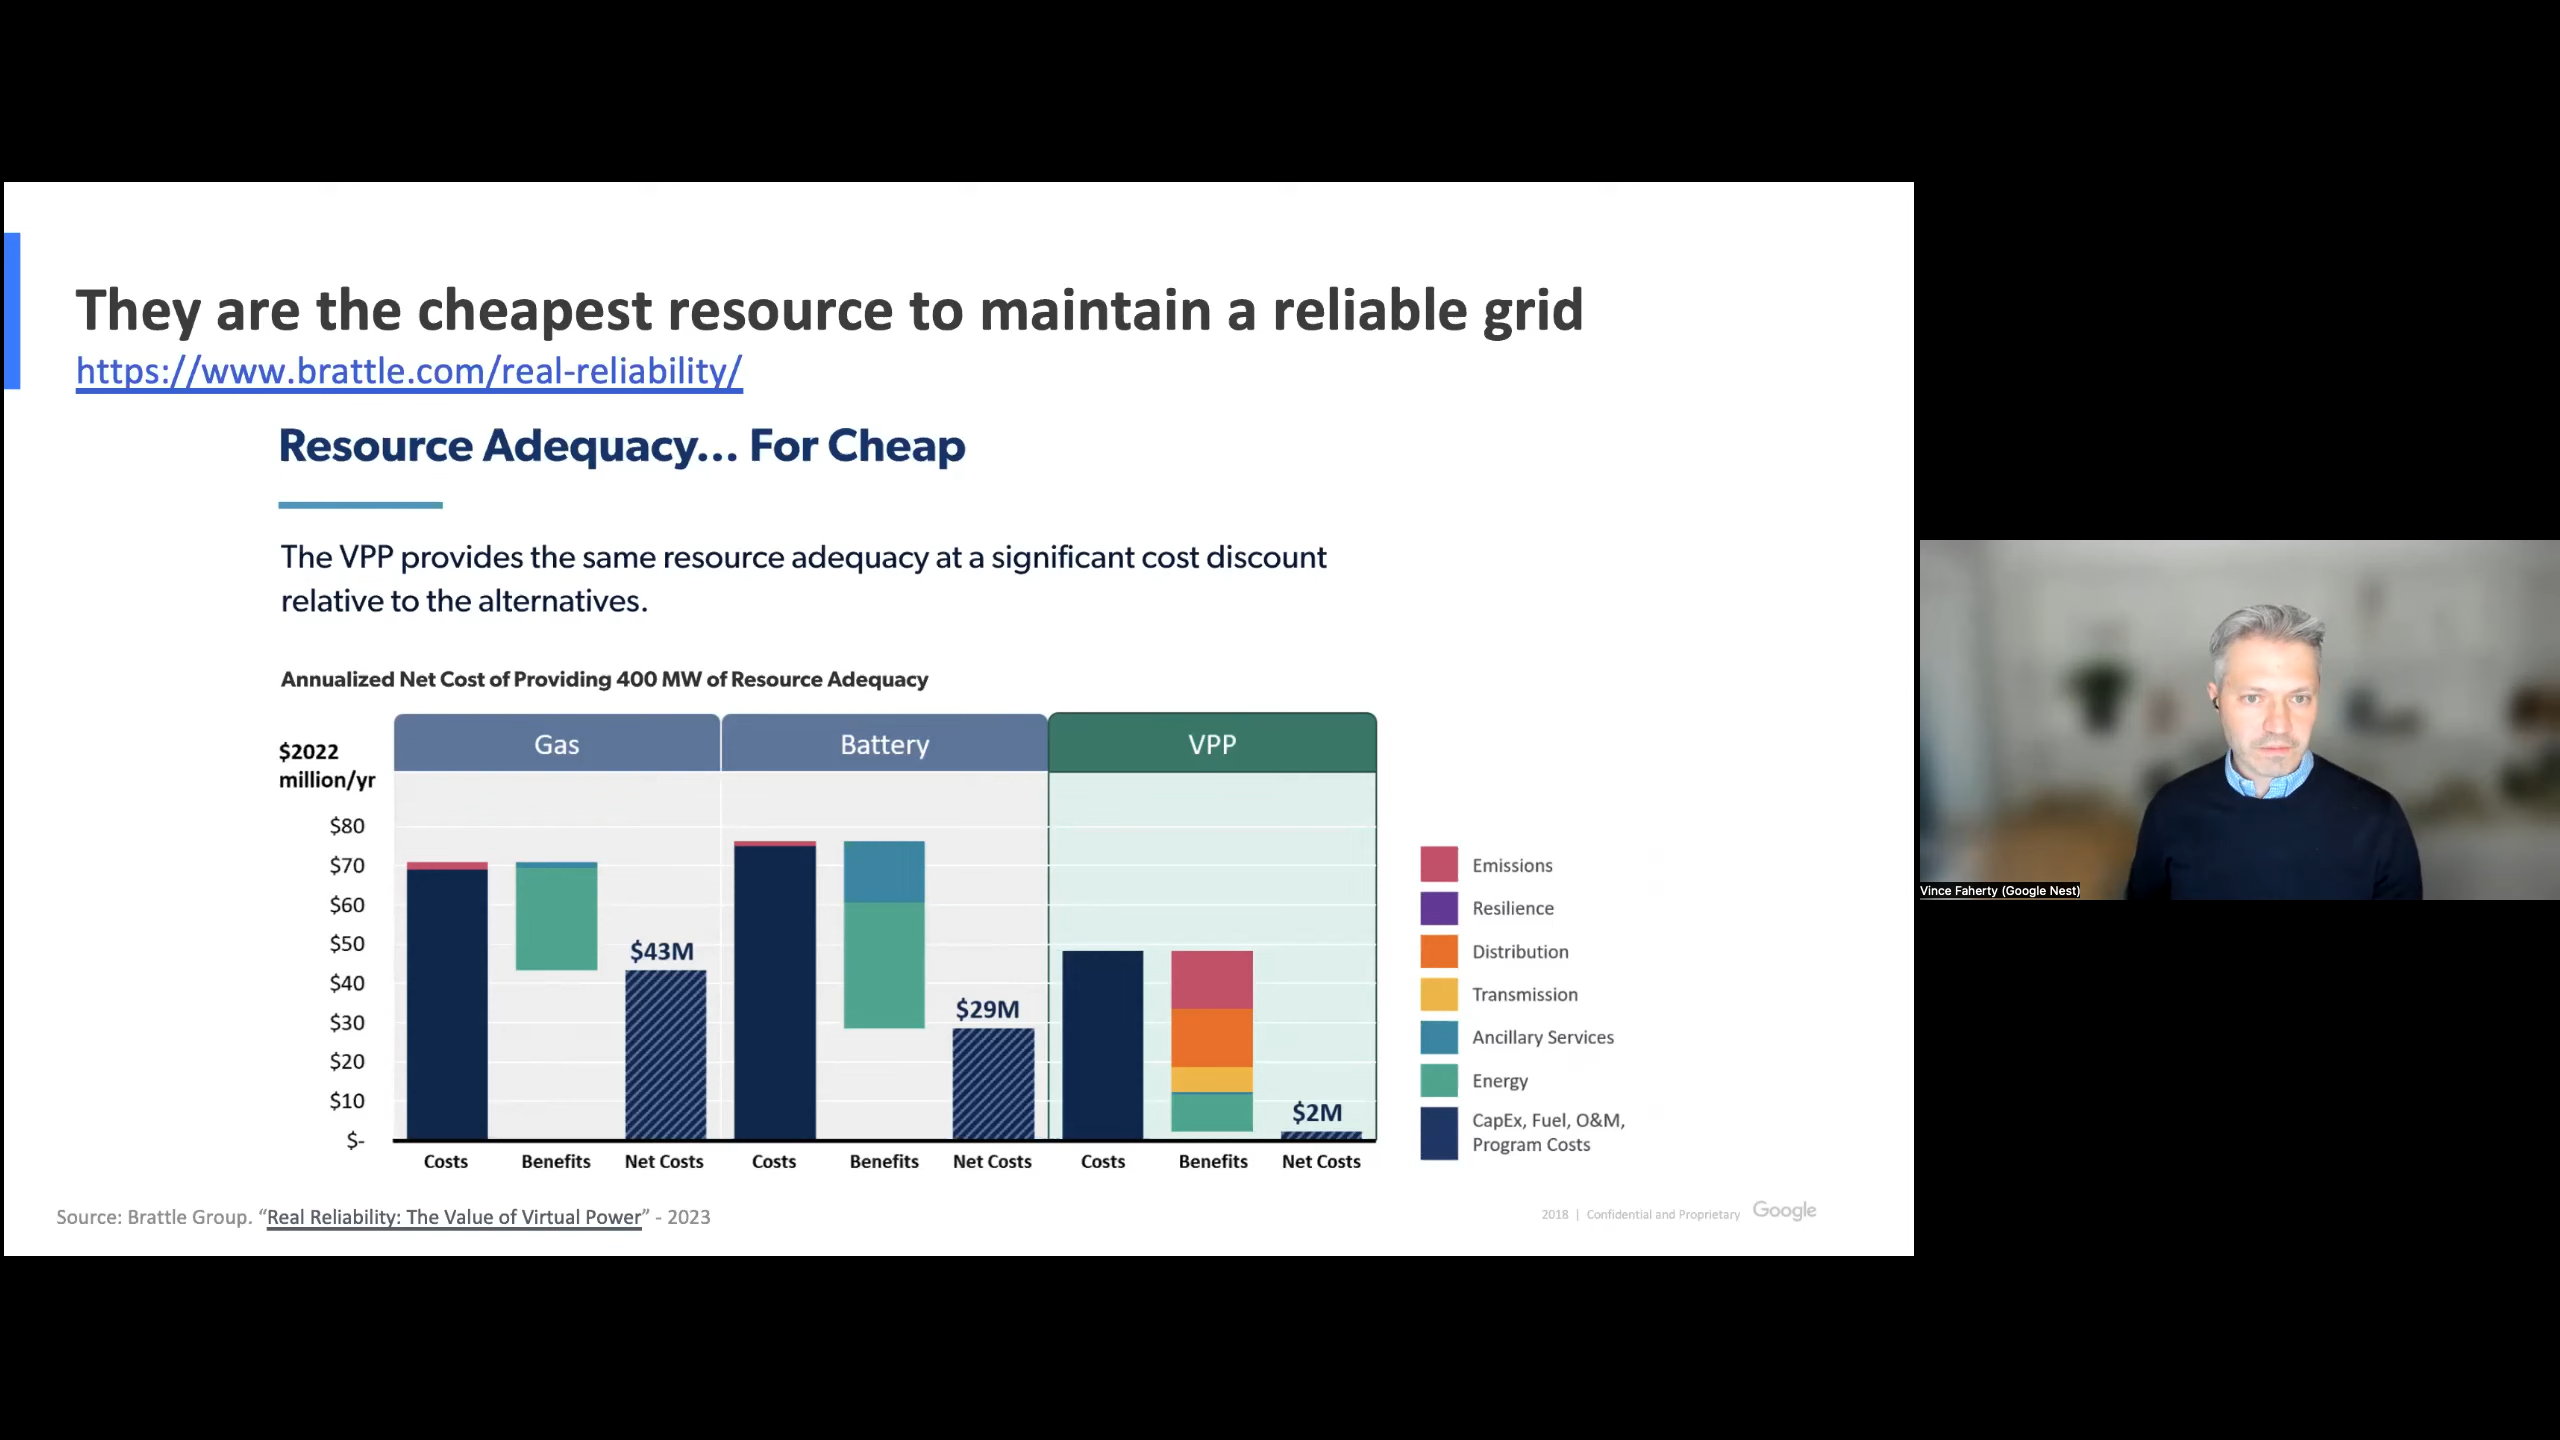 They are the cheapest resource to maintain a reliable grid
https://www.brattle.com/real-reliability/
Resource Adequacy... For Cheap
The VPP provides the same resource adequacy at a significant cost discount
relative to the alternatives.
Annualized Net Cost of Providing 400 MW of Resource Adequacy
$2022
million/yr
Gas
Battery
VPP
$80
$70
$60
$50
$40
$30
$20
$10
$-
$43M
$29M
$2M
Costs
Benefits
Net Costs
Costs
Benefits
Net Costs
Costs
Benefits
Net Costs
Emissions
Resilience
Distribution
Transmission
Ancillary Services
Energy
CapEx, Fuel, O&M,
Program Costs
Source: Brattle Group. “Real Reliability: The Value of Virtual Power” - 2023
2018 | Confidential and Proprietary Google
Vince Faherty (Google Nest)